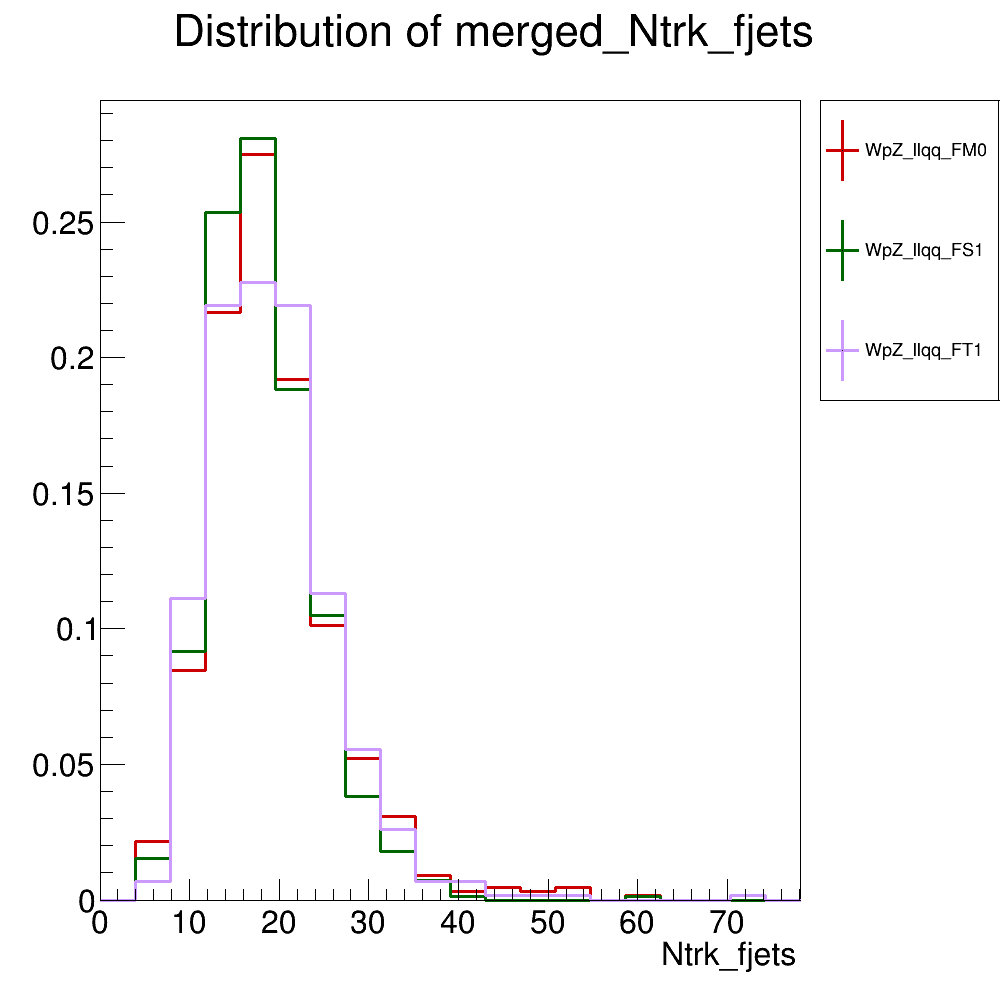 Distribution of merged_Ntrk_fjets
WpZ_llqq_FM0
WpZ_llqq_FS1
WpZ_llqq_FT1
0.25
0.2
0.15
0.1
0.05
0
0 10 20 30 40 50 60 70
Ntrk_fjets